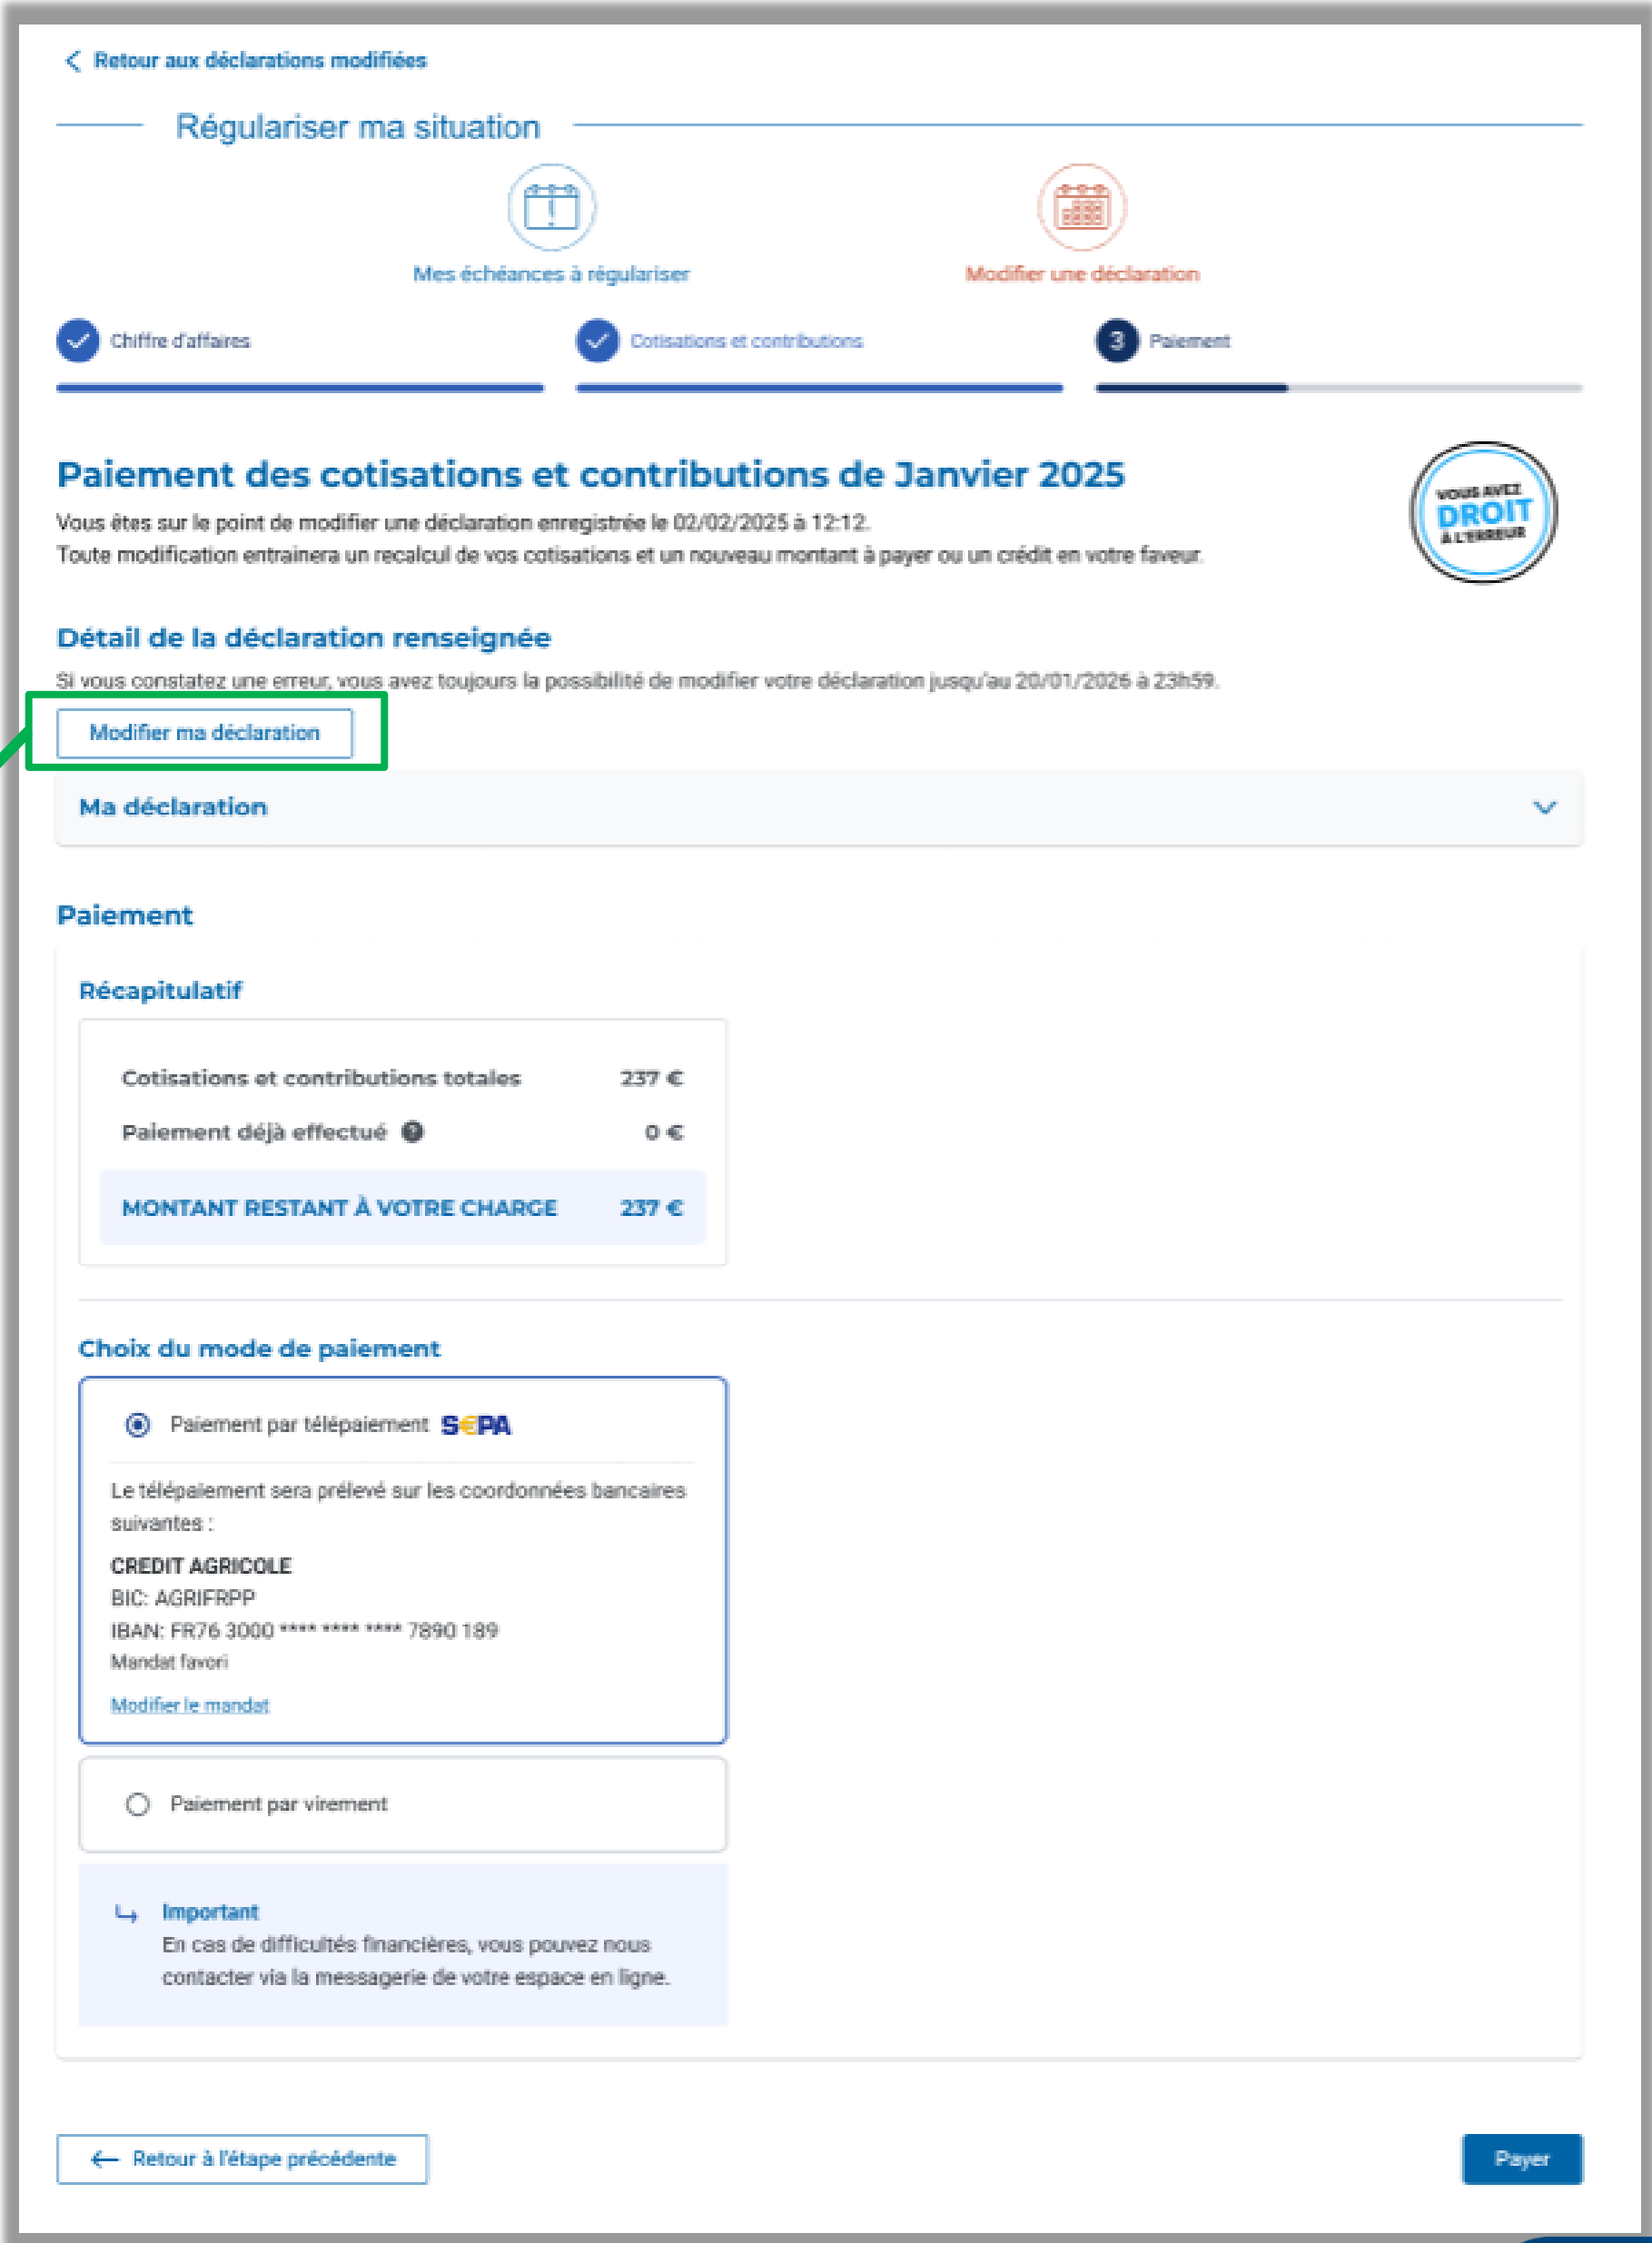 Retour aux déclarations modifiées
Régulariser ma situation
Mes échéances à régulariser
Modifier une déclaration
Chiffre d'affaires
Cotisations et contributions
3 Paiement
Paiement des cotisations et contributions de Janvier 2025
Vous êtes sur le point de modifier une déclaration enregistrée le 02/02/2025 à 12:12.
Toute modification entrainera un recalcul de vos cotisations et un nouveau montant à payer ou un crédit en votre faveur.
VOUS AVEZ
DROIT
À L'ERREUR
Détail de la déclaration renseignée
Si vous constatez une erreur, vous avez toujours la possibilité de modifier votre déclaration jusqu'au 20/01/2026 à 23h59.
Modifier ma déclaration
Ma déclaration
Paiement
Récapitulatif
Cotisations et contributions totales 237 €
Paiement déjà effectué ? 0 €
MONTANT RESTANT À VOTRE CHARGE 237 €
Choix du mode de paiement
Paiement par télépaiement S€PA
Le télépaiement sera prélevé sur les coordonnées bancaires
suivantes :
CREDIT AGRICOLE
BIC: AGRIFRPP
IBAN: FR76 3000 **** **** **** 7890 189
Mandat favori
Modifier le mandat
Paiement par virement
Important
En cas de difficultés financières, vous pouvez nous
contacter via la messagerie de votre espace en ligne.
Retour à l'étape précédente
Payer